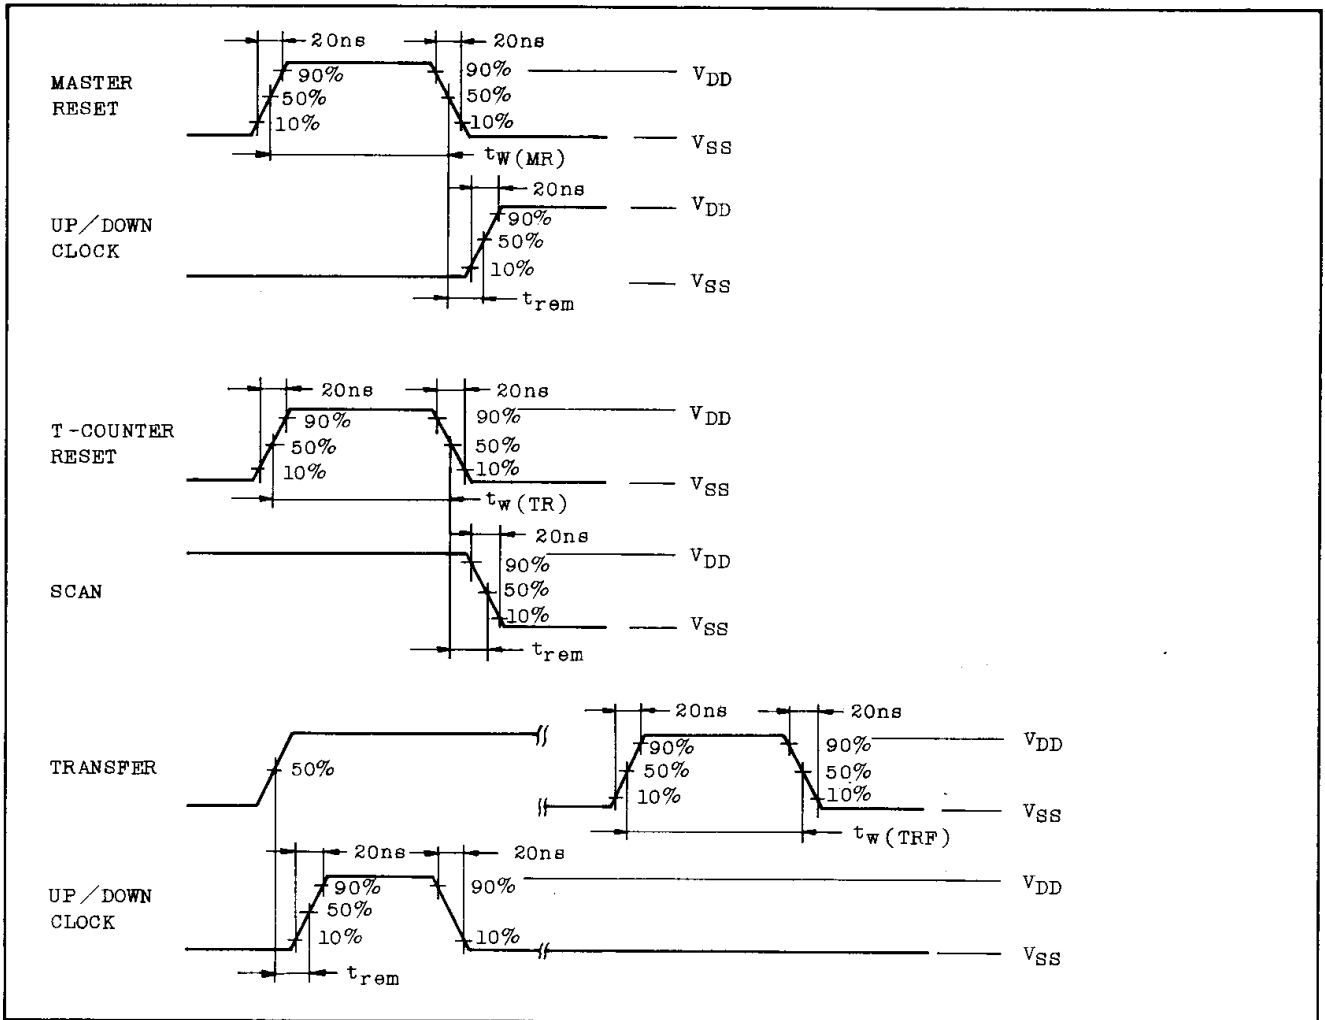 20ns 20ns
MASTER RESET
90% 90% VDD
50% 50%
10% 10% VSS
tW(MR)
20ns
UP/DOWN CLOCK
90% VDD
50%
10% VSS
trem
20ns 20ns
T-COUNTER RESET
90% 90% VDD
50% 50%
10% 10% VSS
tW(TR)
20ns
SCAN
90% VDD
50%
10% VSS
trem
20ns 20ns
TRANSFER
50%
90% 90% VDD
50% 50%
10% 10% VSS
tW(TRF)
20ns 20ns
UP/DOWN CLOCK
90% 90% VDD
50%
10% 10% VSS
trem